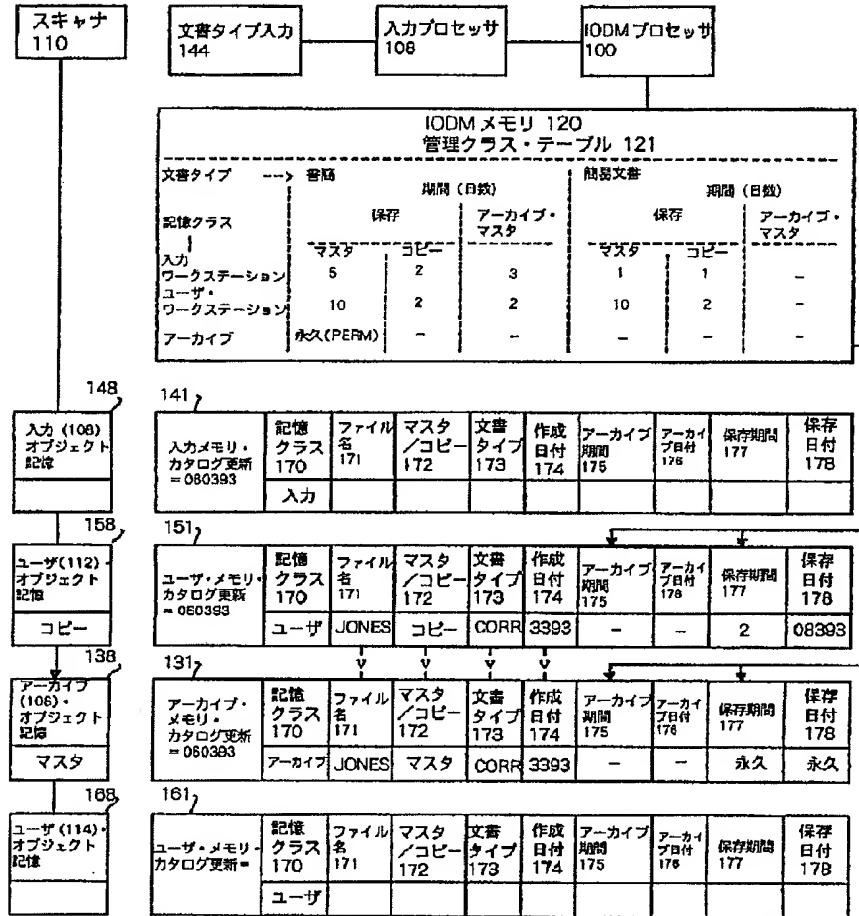 スキャナ
110
文書タイプ入力
144
入力プロセッサ
108
IODMプロセッサ
100
IODMメモリ 120
管理クラス・テーブル 121
文書タイプ --> 書簡 簡易文書
期間(日数) 期間(日数)
記憶クラス 保存 アーカイブ・マスタ 保存 アーカイブ・マスタ
マスタ コピー マスタ コピー
入力
ワークステーション 5 2 3 1 1 -
ユーザ・
ワークステーション 10 2 2 10 2 -
アーカイブ 永久(PERM) - - - - -
148
入力(108)
オブジェクト
記憶
141
入力メモリ・
カタログ更新
=060393
記憶クラス 170 ファイル名 171 マスタ/コピー 172 文書タイプ 173 作成日付 174 アーカイブ期間 175 アーカイブ日付 176 保存期間 177 保存日付 178
入力
158
ユーザ(112)・
オブジェクト
記憶
コピー
151
ユーザ・メモリ・
カタログ更新
=060393
記憶クラス 170 ファイル名 171 マスタ/コピー 172 文書タイプ 173 作成日付 174 アーカイブ期間 175 アーカイブ日付 176 保存期間 177 保存日付 178
ユーザ JONES コピー CORR 3393 - - 2 08393
138
アーカイブ
(106)・
オブジェクト
記憶
マスタ
131
アーカイブ・
メモリ・
カタログ更新
=060393
記憶クラス 170 ファイル名 171 マスタ/コピー 172 文書タイプ 173 作成日付 174 アーカイブ期間 175 アーカイブ日付 176 保存期間 177 保存日付 178
アーカイブ JONES マスタ CORR 3393 - - 永久 永久
168
ユーザ(114)・
オブジェクト
記憶
161
ユーザ・メモリ・
カタログ更新=
記憶クラス 170 ファイル名 171 マスタ/コピー 172 文書タイプ 173 作成日付 174 アーカイブ期間 175 アーカイブ日付 176 保存期間 177 保存日付 178
ユーザ